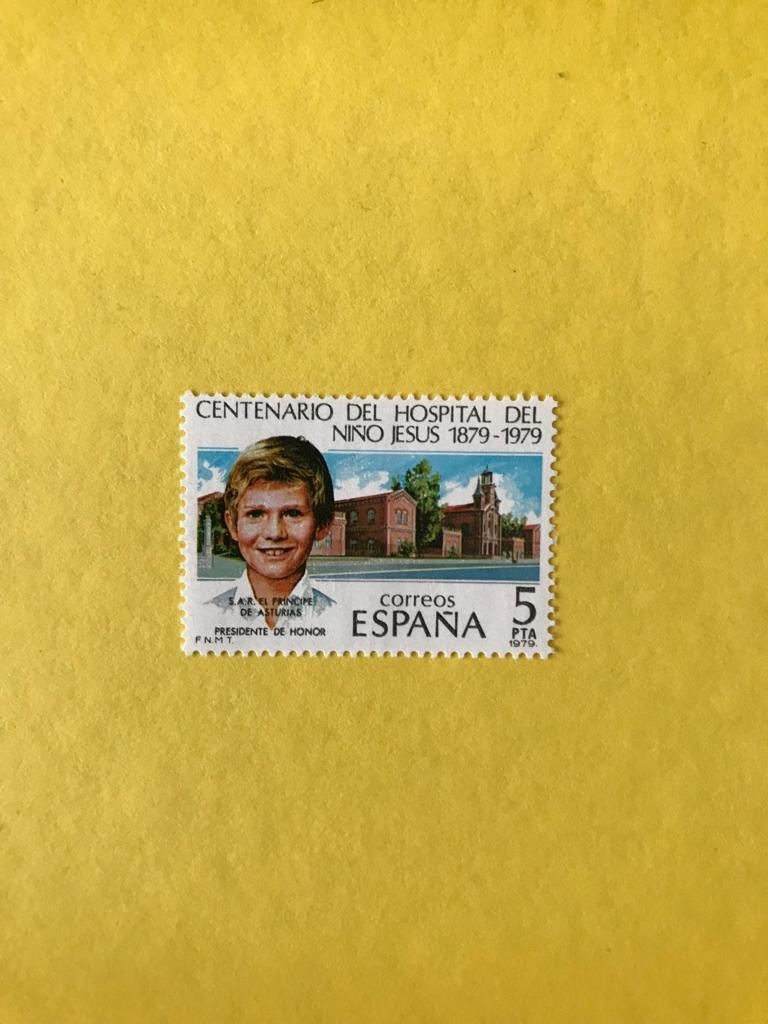 CENTENARIO DEL HOSPITAL DEL
NIÑO JESUS 1879-1979
S.A.R. EL PRINCIPE
DE ASTURIAS
PRESIDENTE DE HONOR
F.N.M.T.
correos
ESPAÑA
5
PTA
1979.